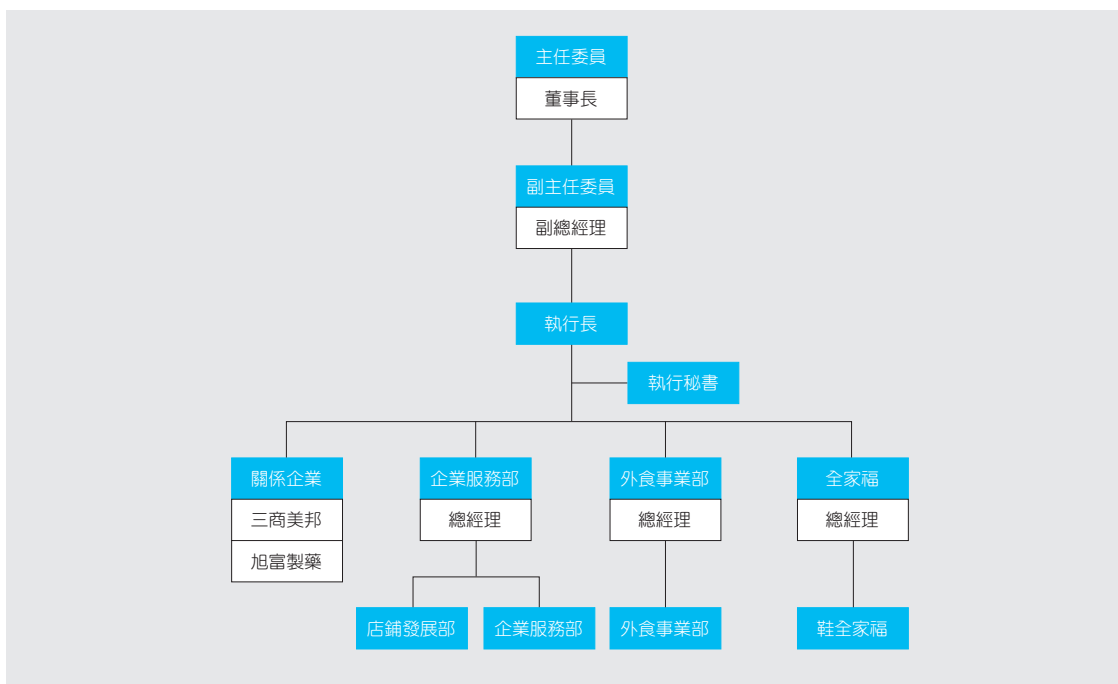 主任委員
董事長
副主任委員
副總經理
執行長
執行秘書
關係企業
三商美邦
旭富製藥
企業服務部
總經理
外食事業部
總經理
全家福
總經理
店鋪發展部
企業服務部
外食事業部
鞋全家福